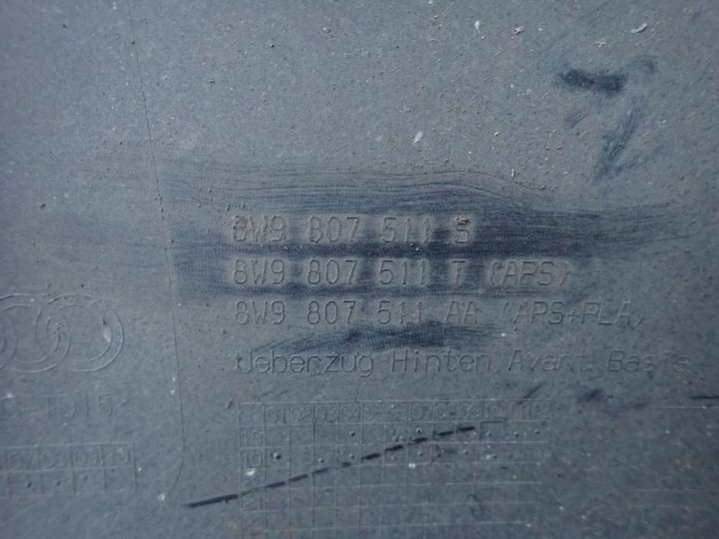 8W9 807 511 S
8W9 807 511 T (APS)
8W9 807 511 AA (APS+PLA)
Ueberzug Hinten Avant Basis